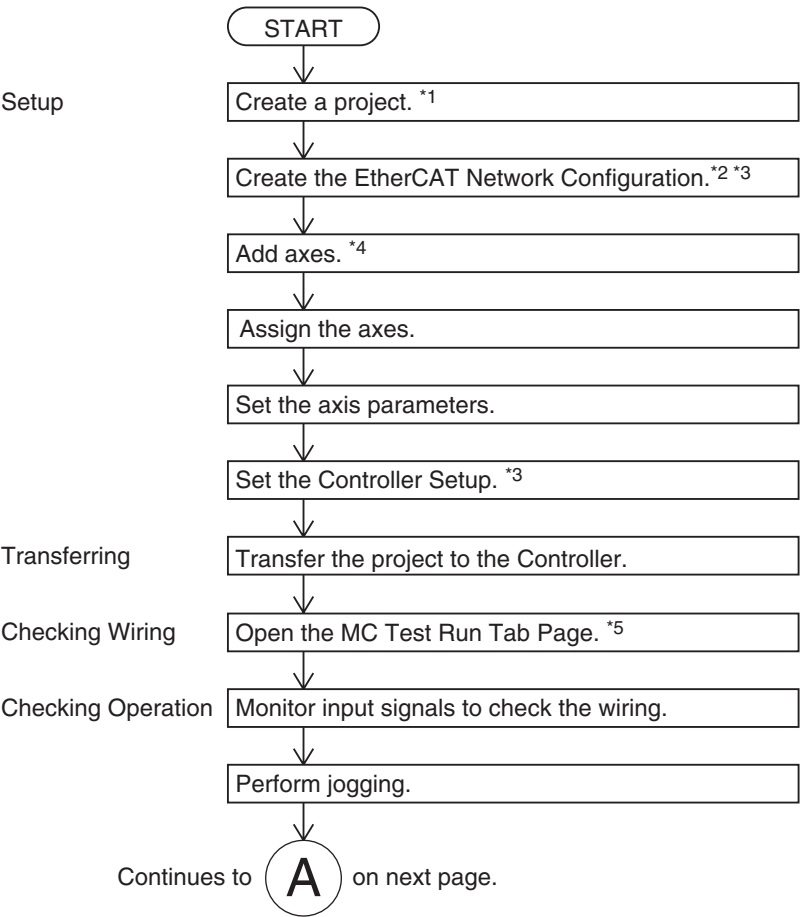 START
Setup
Create a project. *1
Create the EtherCAT Network Configuration.*2 *3
Add axes. *4
Assign the axes.
Set the axis parameters.
Set the Controller Setup. *3
Transferring
Transfer the project to the Controller.
Checking Wiring
Open the MC Test Run Tab Page. *5
Checking Operation
Monitor input signals to check the wiring.
Perform jogging.
Continues to A on next page.